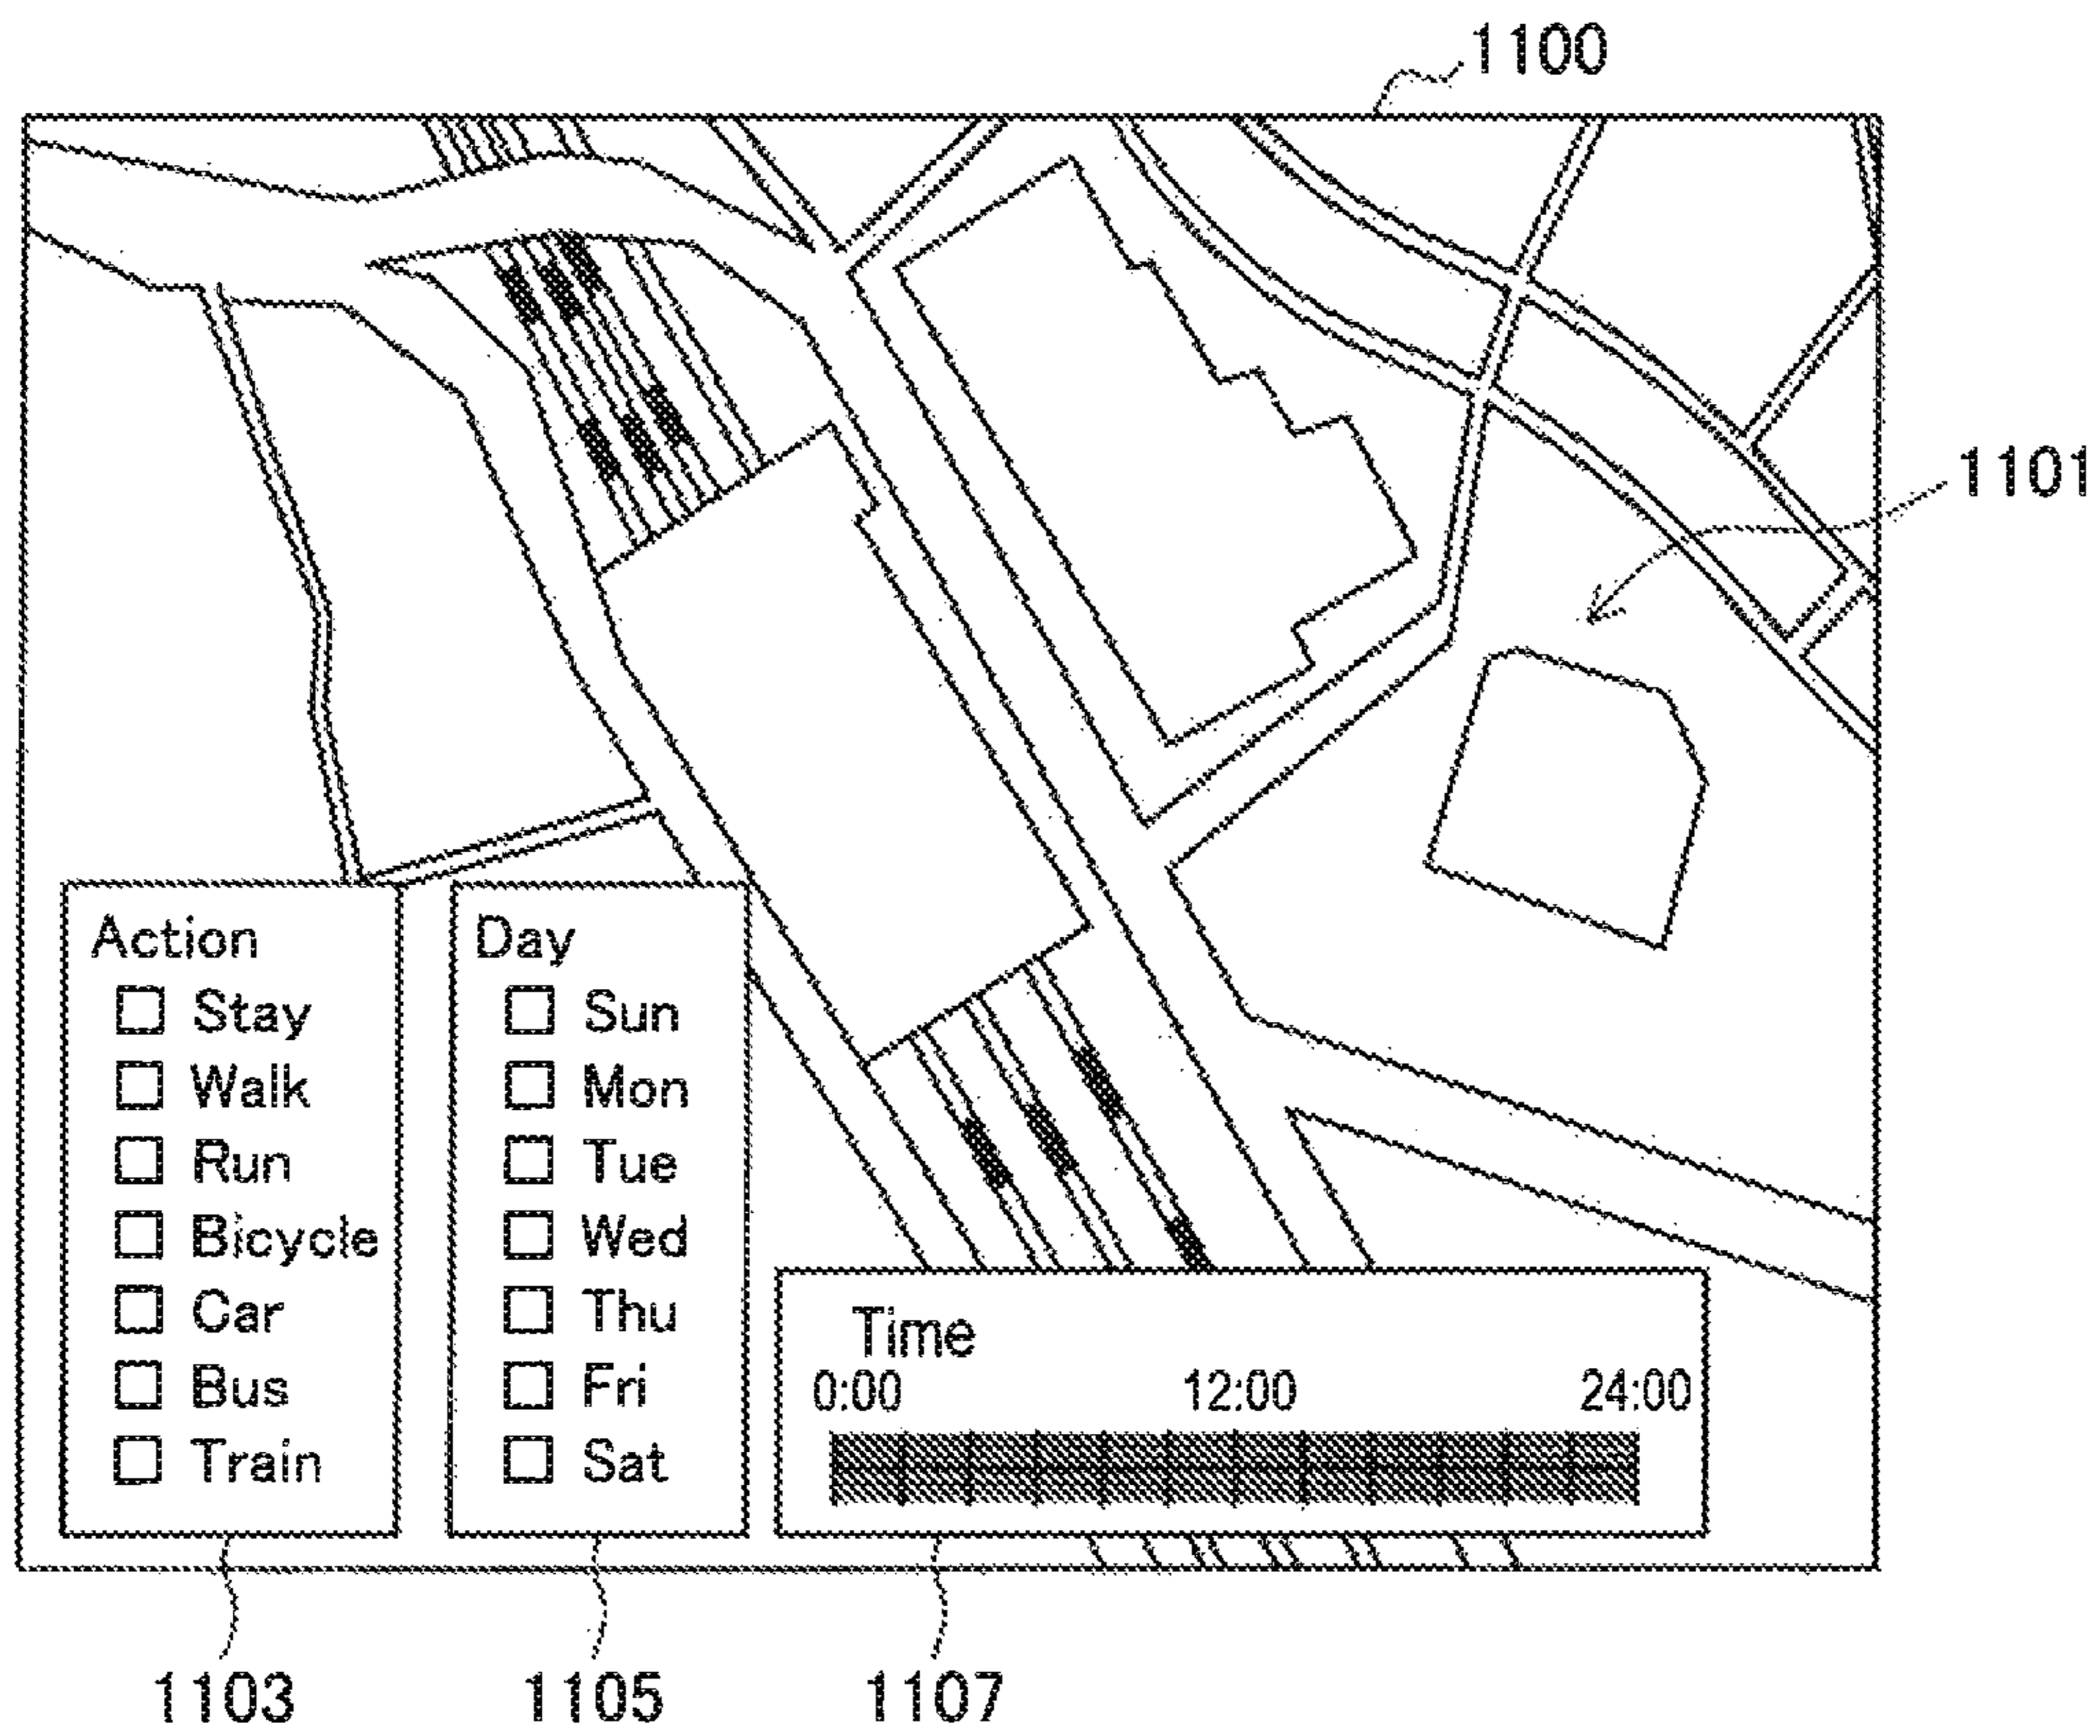 1100
1101
Action
Stay
Walk
Run
Bicycle
Car
Bus
Train
Day
Sun
Mon
Tue
Wed
Thu
Fri
Sat
Time
0:00 12:00 24:00
1103 1105 1107